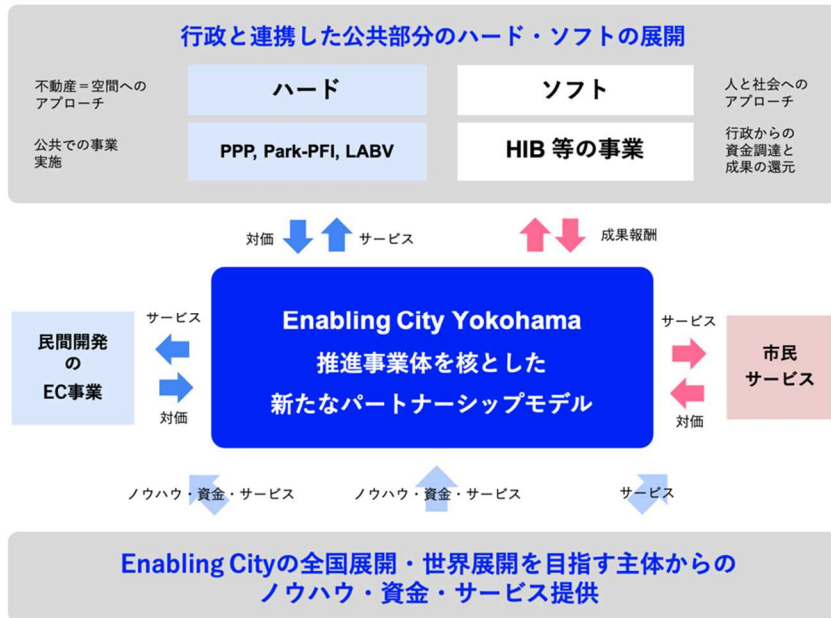 行政と連携した公共部分のハード・ソフトの展開
不動産＝空間への
アプローチ
ハード
ソフト
人と社会への
アプローチ
公共での事業
実施
PPP, Park-PFI, LABV
HIB 等の事業
行政からの
資金調達と
成果の還元
対価
サービス
成果報酬
Enabling City Yokohama
推進事業体を核とした
新たなパートナーシップモデル
サービス
民間開発
の
EC事業
対価
サービス
市民
サービス
対価
ノウハウ・資金・サービス
ノウハウ・資金・サービス
サービス
Enabling Cityの全国展開・世界展開を目指す主体からの
ノウハウ・資金・サービス提供